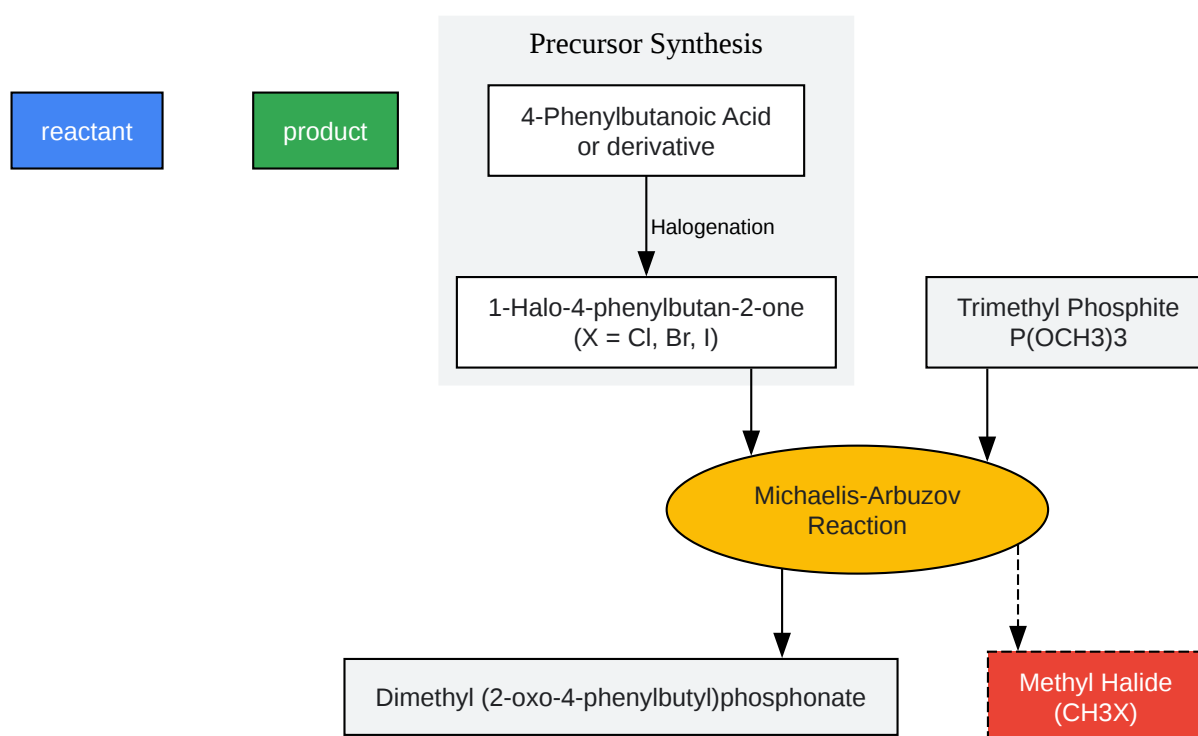 Precursor Synthesis
reactant
product
4-Phenylbutanoic Acid
or derivative
Halogenation
1-Halo-4-phenylbutan-2-one
(X = Cl, Br, I)
Trimethyl Phosphite
P(OCH3)3
Michaelis-Arbuzov
Reaction
Dimethyl (2-oxo-4-phenylbutyl)phosphonate
Methyl Halide
(CH3X)